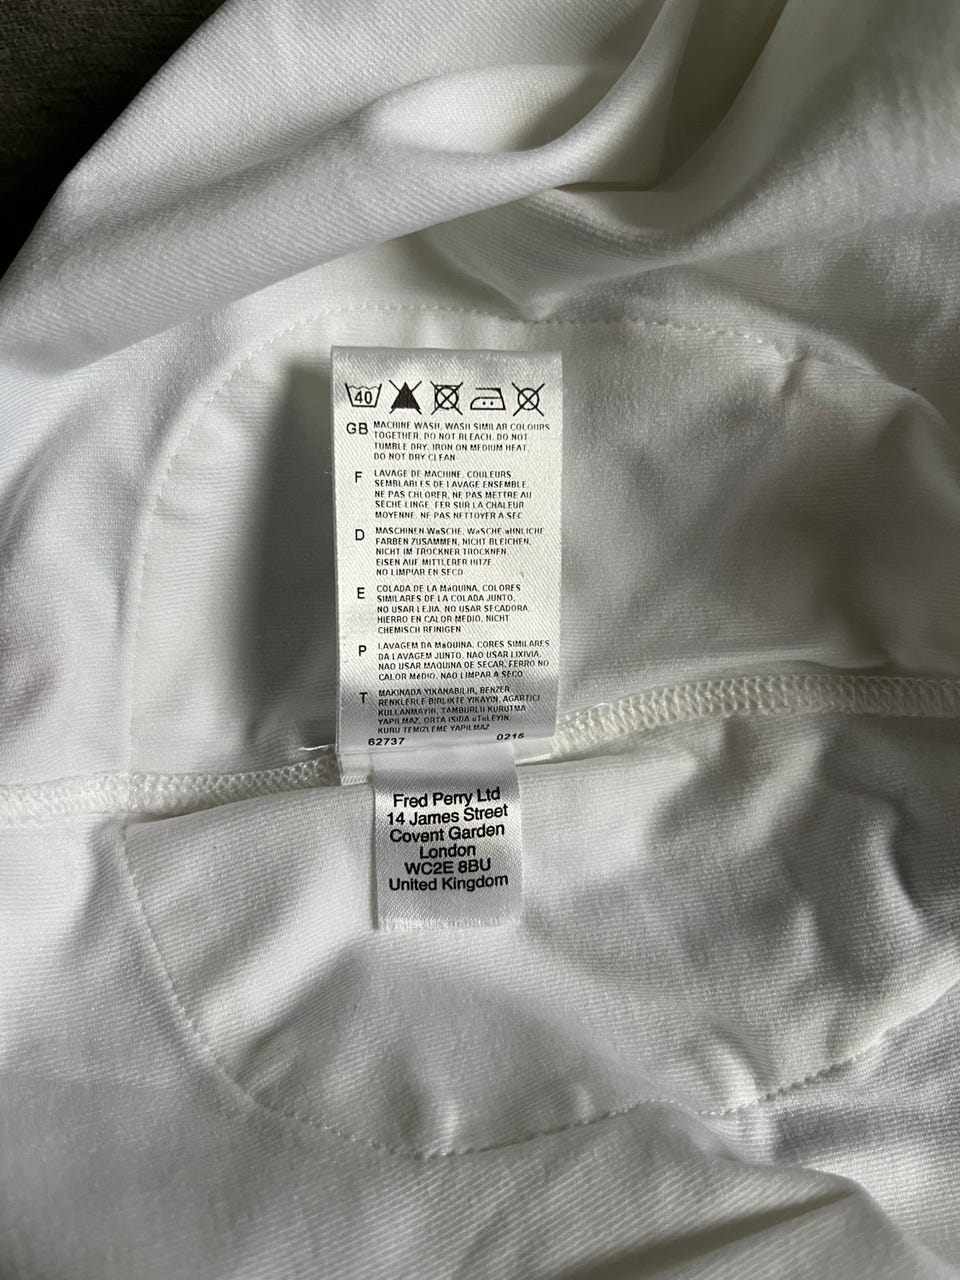 40
GB MACHINE WASH, WASH SIMILAR COLOURS
TOGETHER, DO NOT BLEACH. DO NOT
TUMBLE DRY, IRON ON MEDIUM HEAT,
DO NOT DRY CLEAN
F LAVAGE DE MACHINE, COULEURS
SEMBLABLES DE LAVAGE ENSEMBLE,
NE PAS CHLORER, NE PAS METTRE AU
SECHE-LINGE, FER SUR LA CHALEUR
MOYENNE, NE PAS NETTOYER A SEC
D MASCHINEN WaSCHE, WaSCHE aHNLICHE
FARBEN ZUSAMMEN, NICHT BLEICHEN,
NICHT IM TROCKNER TROCKNEN
EISEN AUF MITTLERER HITZE
NO LIMPIAR EN SECO
E COLADA DE LA MáQUINA, COLORES
SIMILARES DE LA COLADA JUNTO,
NO USAR LEJIA, NO USAR SECADORA
HIERRO EN CALOR MEDIO, NICHT
CHEMISCH REINIGEN
P LAVAGEM DA MáQUINA, CORES SIMILARES
DA LAVAGEM JUNTO, NAO USAR LIXIVIA,
NAO USAR MAQUINA DE SECAR, FERRO NO
CALOR MéDIO, NAO LIMPAR A SECO
T MAKINADA YIKANABILIR, BENZER
RENKLERLE BIRLIKTE YIKAYIN, AGARTICI
KULLANMAYIN, TAMBURLU KURUTMA
YAPILMAZ, ORTA ISIDA uTuLEYIN,
KURU TEMIZLEME YAPILMAZ
62737 0215
Fred Perry Ltd
14 James Street
Covent Garden
London
WC2E 8BU
United Kingdom